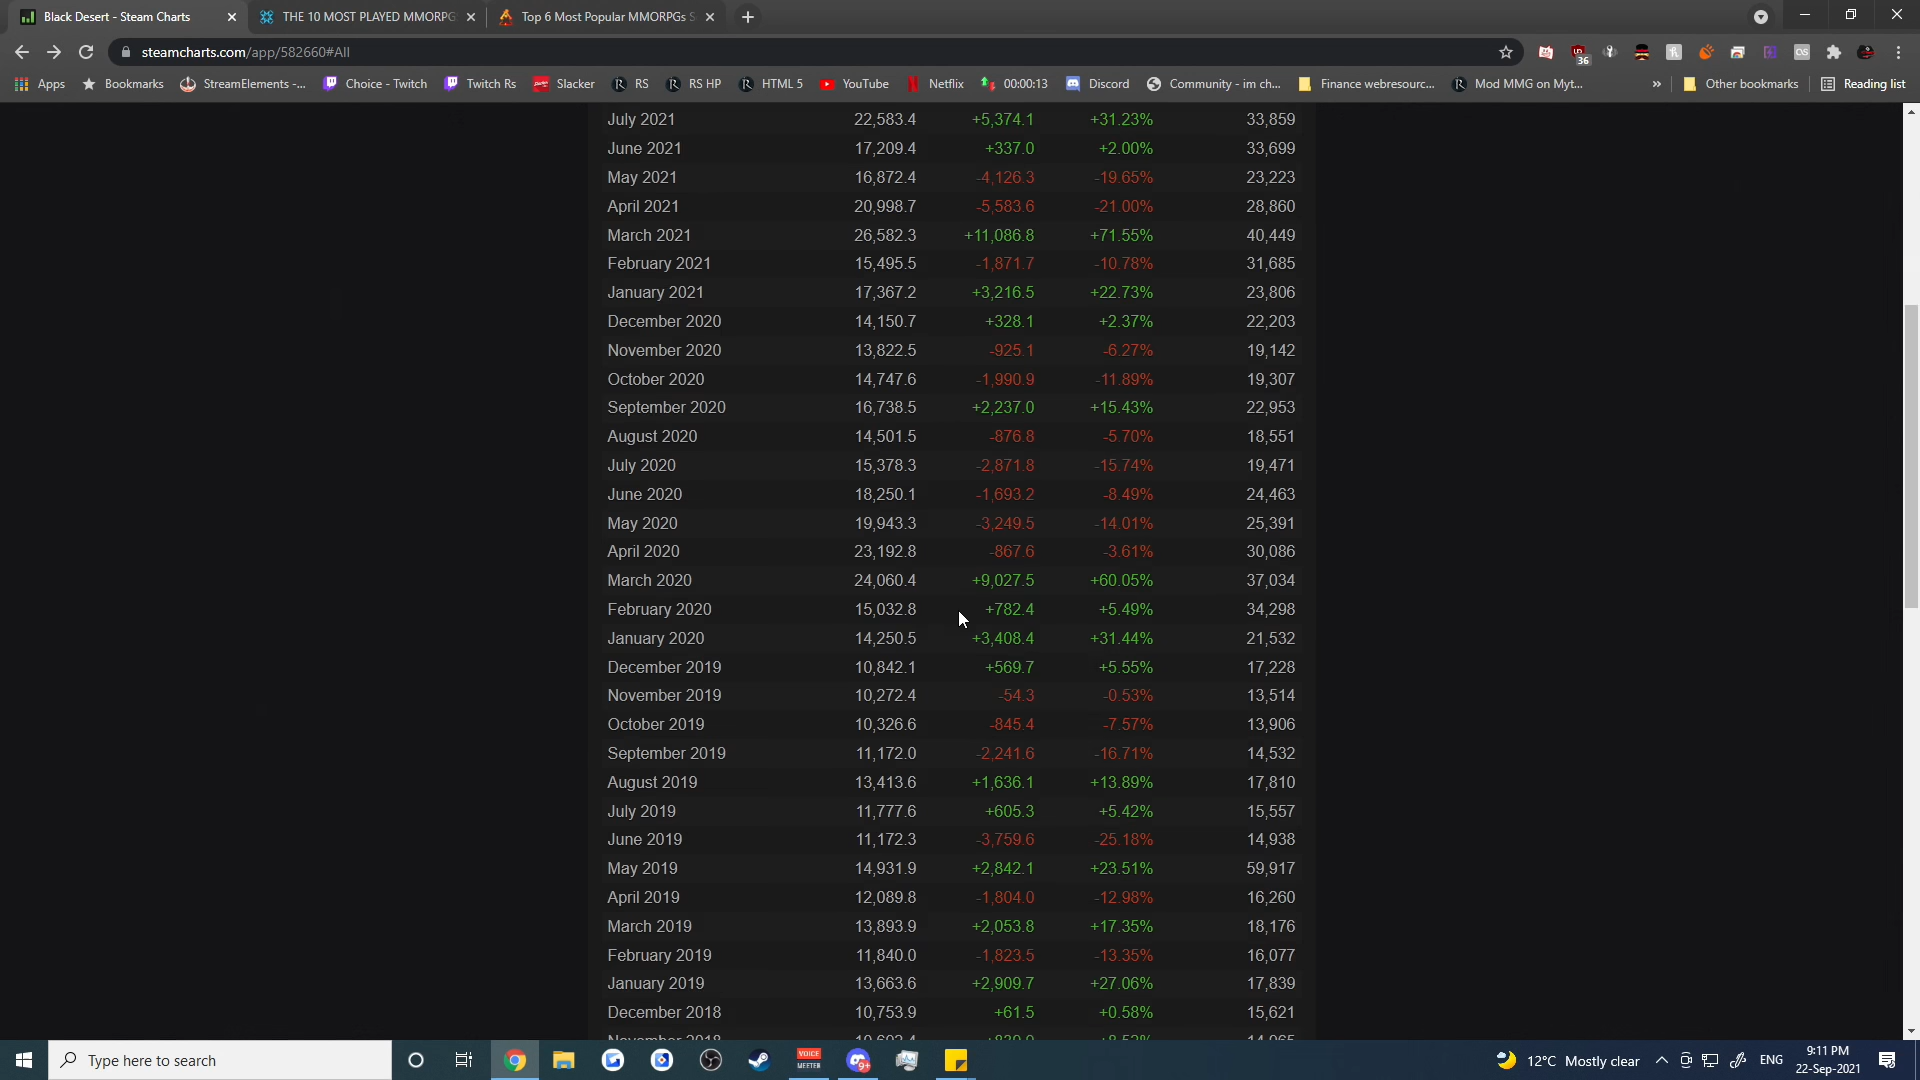 Black Desert - Steam Charts
THE 10 MOST PLAYED MMORPG
Top 6 Most Popular MMORPGs S
steamcharts.com/app/582660#All
36
Apps
Bookmarks
StreamElements -...
Choice - Twitch
Twitch Rs
Slacker
RS
RS HP
HTML 5
YouTube
Netflix
00:00:13
Discord
Community - im ch...
Finance webresourc...
Mod MMG on Myt...
»
Other bookmarks
Reading list
July 2021 22,583.4 +5,374.1 +31.23% 33,859
June 2021 17,209.4 +337.0 +2.00% 33,699
May 2021 16,872.4 -4,126.3 -19.65% 23,223
April 2021 20,998.7 -5,583.6 -21.00% 28,860
March 2021 26,582.3 +11,086.8 +71.55% 40,449
February 2021 15,495.5 -1,871.7 -10.78% 31,685
January 2021 17,367.2 +3,216.5 +22.73% 23,806
December 2020 14,150.7 +328.1 +2.37% 22,203
November 2020 13,822.5 -925.1 -6.27% 19,142
October 2020 14,747.6 -1,990.9 -11.89% 19,307
September 2020 16,738.5 +2,237.0 +15.43% 22,953
August 2020 14,501.5 -876.8 -5.70% 18,551
July 2020 15,378.3 -2,871.8 -15.74% 19,471
June 2020 18,250.1 -1,693.2 -8.49% 24,463
May 2020 19,943.3 -3,249.5 -14.01% 25,391
April 2020 23,192.8 -867.6 -3.61% 30,086
March 2020 24,060.4 +9,027.5 +60.05% 37,034
February 2020 15,032.8 +782.4 +5.49% 34,298
January 2020 14,250.5 +3,408.4 +31.44% 21,532
December 2019 10,842.1 +569.7 +5.55% 17,228
November 2019 10,272.4 -54.3 -0.53% 13,514
October 2019 10,326.6 -845.4 -7.57% 13,906
September 2019 11,172.0 -2,241.6 -16.71% 14,532
August 2019 13,413.6 +1,636.1 +13.89% 17,810
July 2019 11,777.6 +605.3 +5.42% 15,557
June 2019 11,172.3 -3,759.6 -25.18% 14,938
May 2019 14,931.9 +2,842.1 +23.51% 59,917
April 2019 12,089.8 -1,804.0 -12.98% 16,260
March 2019 13,893.9 +2,053.8 +17.35% 18,176
February 2019 11,840.0 -1,823.5 -13.35% 16,077
January 2019 13,663.6 +2,909.7 +27.06% 17,839
December 2018 10,753.9 +61.5 +0.58% 15,621
Type here to search
VOICE
MEETER
9+
12°C Mostly clear
ENG
9:11 PM
22-Sep-2021